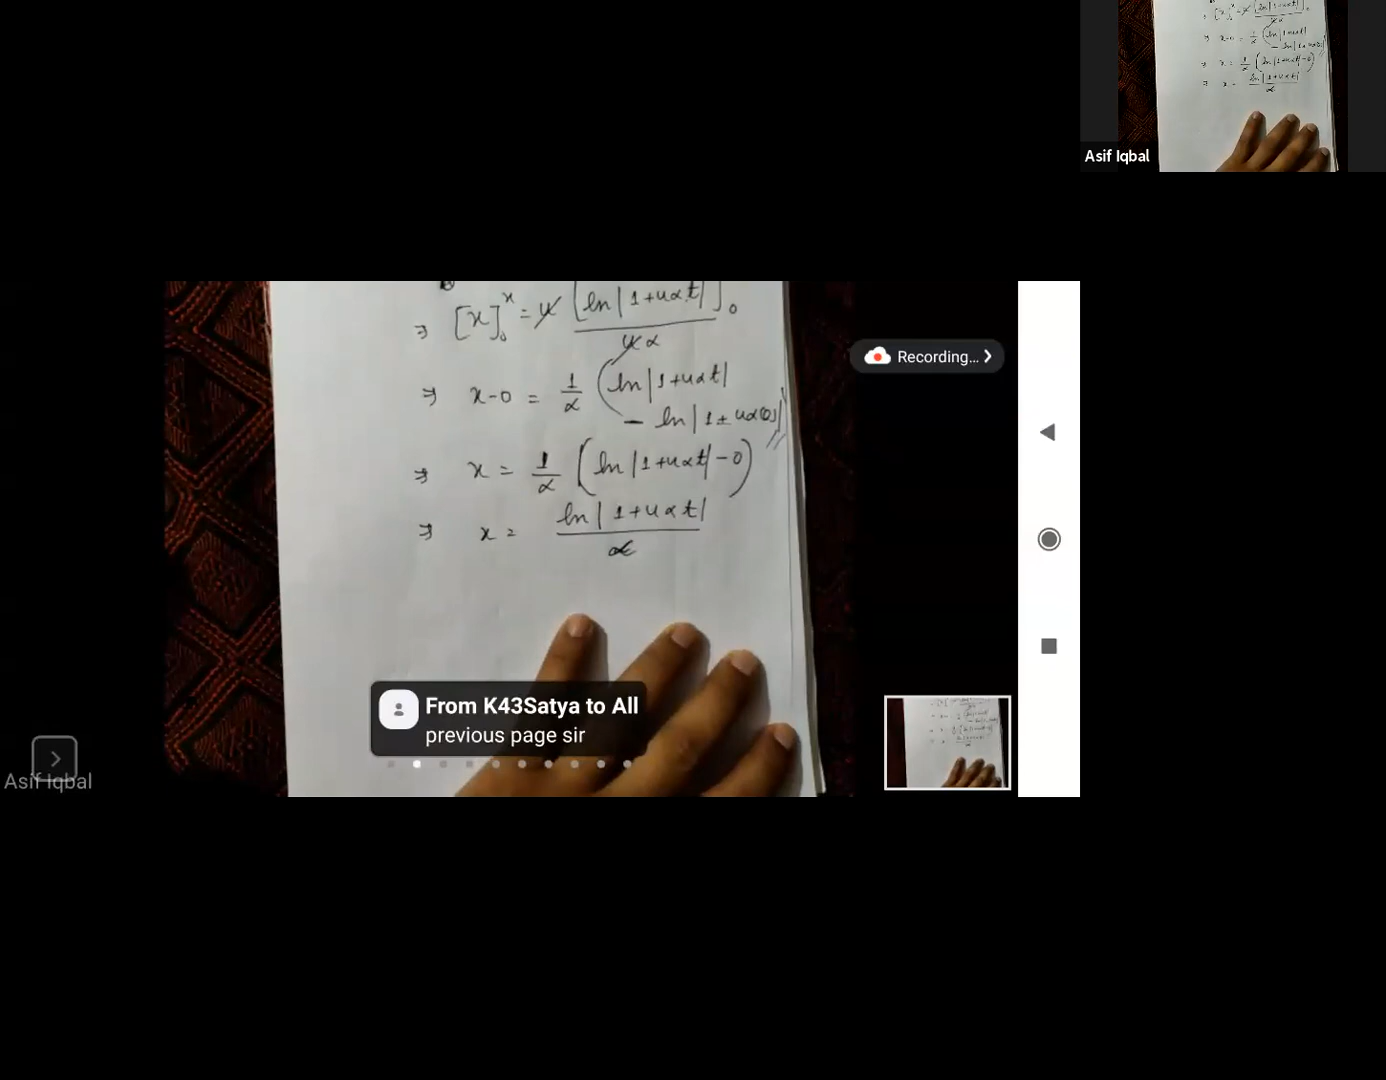 Asif Iqbal
⇒ [x]₀ˣ = u [ln|1+uαt|]₀ / uα
Recording...
⇒ x-0 = 1/α (ln|1+uαt|
- ln|1+uα(0)|)
⇒ x = 1/α (ln|1+uαt|-0)
⇒ x = ln|1+uαt| / α
From K43Satya to All
previous page sir
Asif Iqbal